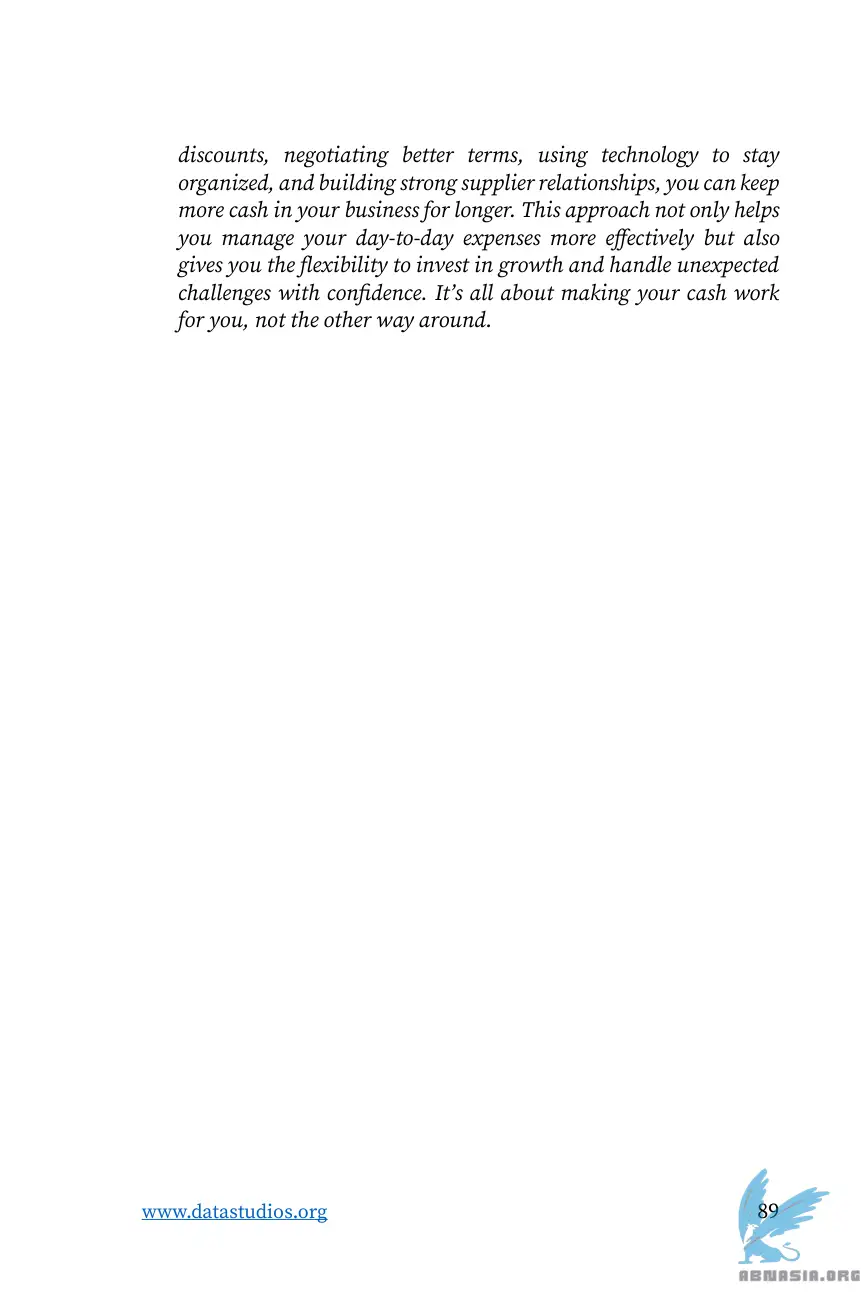 discounts, negotiating better terms, using technology to stay
organized, and building strong supplier relationships, you can keep
more cash in your business for longer. This approach not only helps
you manage your day-to-day expenses more effectively but also
gives you the flexibility to invest in growth and handle unexpected
challenges with confidence. It’s all about making your cash work
for you, not the other way around.
www.datastudios.org
89
ABNASIA.ORG